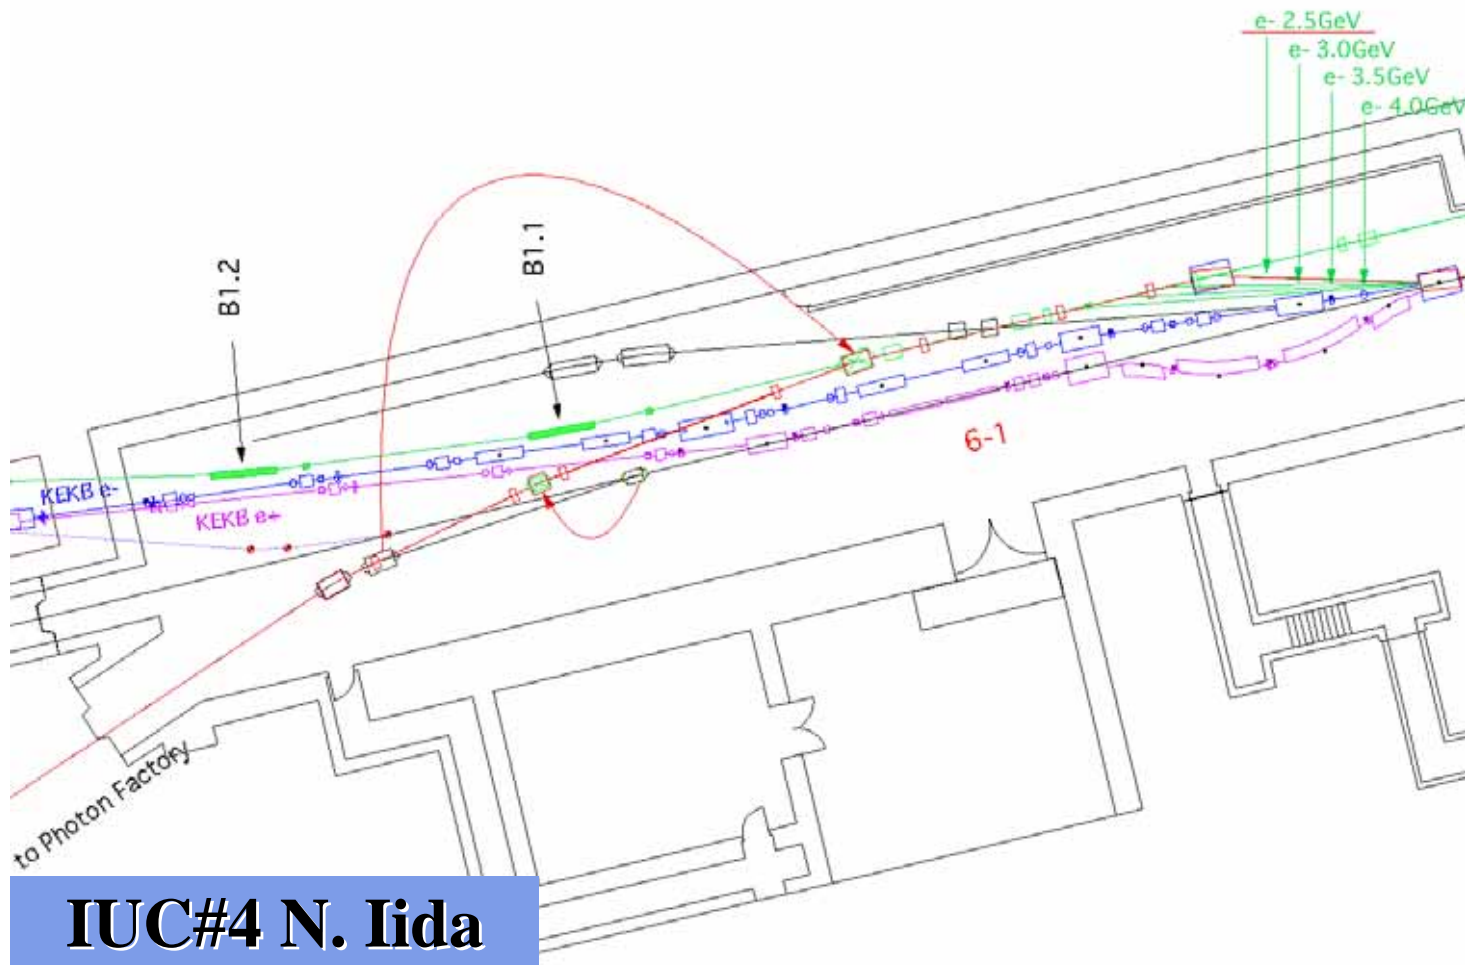 e- 2.5GeV
e- 3.0GeV
e- 3.5GeV
e- 4.0GeV
B1.2
B1.1
6-1
KEKB e-
KEKB e+
to Photon Factory
IUC#4 N. Iida